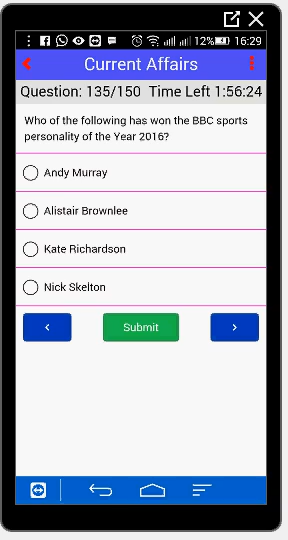 12% 16:29
Current Affairs
Question: 135/150 Time Left 1:56:24
Who of the following has won the BBC sports
personality of the Year 2016?
Andy Murray
Alistair Brownlee
Kate Richardson
Nick Skelton
< Submit >